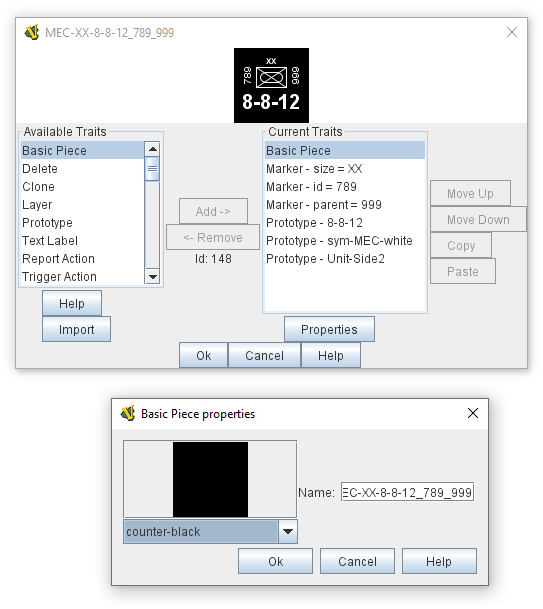 MEC-XX-8-8-12_789_999
XX
789
999
8-8-12
Available Traits
Basic Piece
Delete
Clone
Layer
Prototype
Text Label
Report Action
Trigger Action
Help
Import
Add ->
<- Remove
Id: 148
Current Traits
Basic Piece
Marker - size = XX
Marker - id = 789
Marker - parent = 999
Prototype - 8-8-12
Prototype - sym-MEC-white
Prototype - Unit-Side2
Properties
Move Up
Move Down
Copy
Paste
Ok
Cancel
Help
Basic Piece properties
counter-black
Name:
EC-XX-8-8-12_789_999
Ok
Cancel
Help